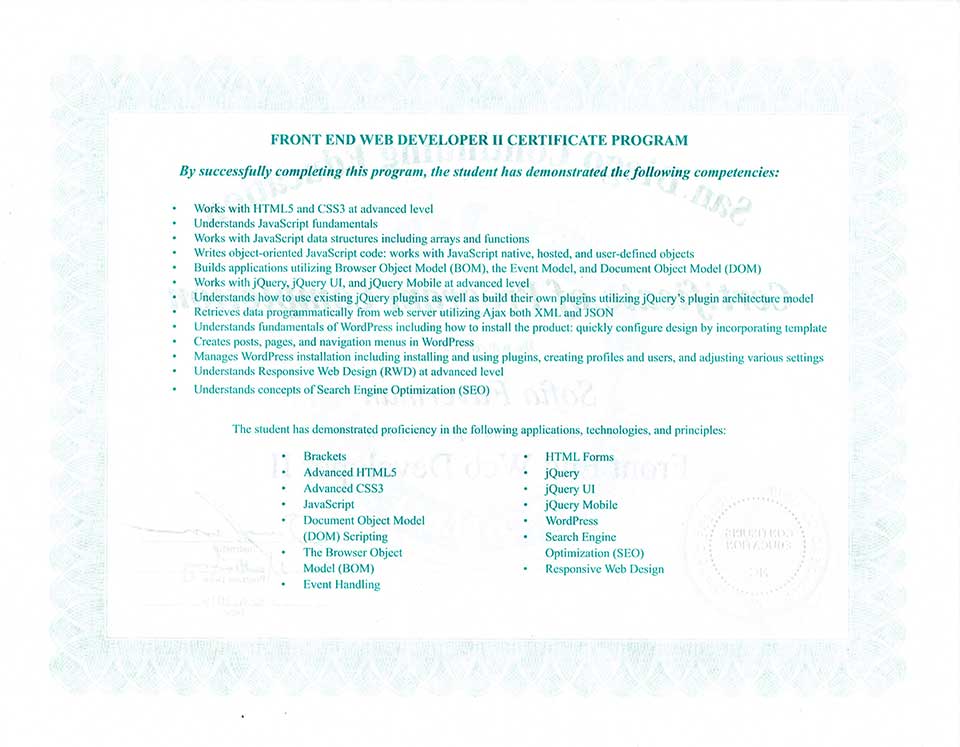 FRONT END WEB DEVELOPER II CERTIFICATE PROGRAM
By successfully completing this program, the student has demonstrated the following competencies:
• Works with HTML5 and CSS3 at advanced level
• Understands JavaScript fundamentals
• Works with JavaScript data structures including arrays and functions
• Writes object-oriented JavaScript code: works with JavaScript native, hosted, and user-defined objects
• Builds applications utilizing Browser Object Model (BOM), the Event Model, and Document Object Model (DOM)
• Works with jQuery, jQuery UI, and jQuery Mobile at advanced level
• Understands how to use existing jQuery plugins as well as build their own plugins utilizing jQuery's plugin architecture model
• Retrieves data programmatically from web server utilizing Ajax both XML and JSON
• Understands fundamentals of WordPress including how to install the product: quickly configure design by incorporating template
• Creates posts, pages, and navigation menus in WordPress
• Manages WordPress installation including installing and using plugins, creating profiles and users, and adjusting various settings
• Understands Responsive Web Design (RWD) at advanced level
• Understands concepts of Search Engine Optimization (SEO)
The student has demonstrated proficiency in the following applications, technologies, and principles:
• Brackets
• Advanced HTML5
• Advanced CSS3
• JavaScript
• Document Object Model
(DOM) Scripting
• The Browser Object
Model (BOM)
• Event Handling
• HTML Forms
• jQuery
• jQuery UI
• jQuery Mobile
• WordPress
• Search Engine
Optimization (SEO)
• Responsive Web Design